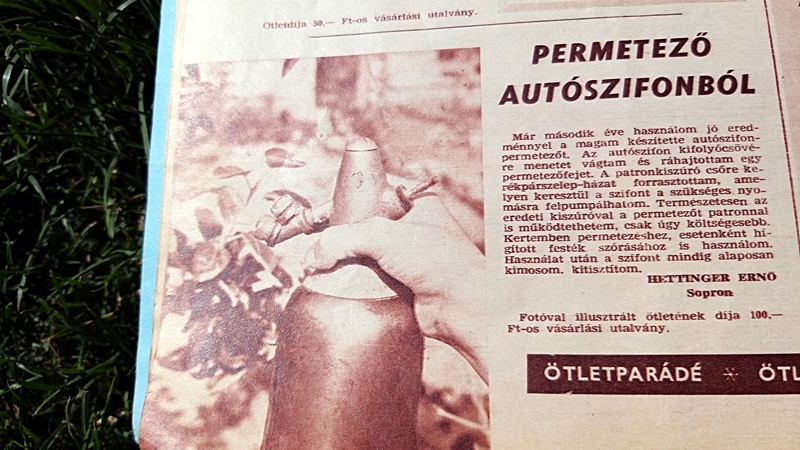 Ötletdíja 50.— Ft-os vásárlási utalvány.
PERMETEZŐ
AUTÓSZIFONBÓL
Már második éve használom jó ered-
ménnyel a magam készítette autószifon-
permetezőt. Az autószifon kifolyócsövé-
re menetet vágtam és ráhajtottam egy
permetezőfejet. A patronkiszúró csőre ke-
rékpárszelep-házat forrasztottam, ame-
lyen keresztül a szifont a szükséges nyo-
másra felpumpálhatom. Természetesen az
eredeti kiszúróval a permetezőt patronnal
is működtethetem, csak úgy költségesebb.
Kertemben permetezéshez, esetenként hí-
gított festék szórásához is használom.
Használat után a szifont mindig alaposan
kimosom, kitisztítom.
HETTINGER ERNŐ
Sopron
Fotóval illusztrált ötletének díja 100.—
Ft-os vásárlási utalvány.
ÖTLETPARÁDÉ * ÖTL